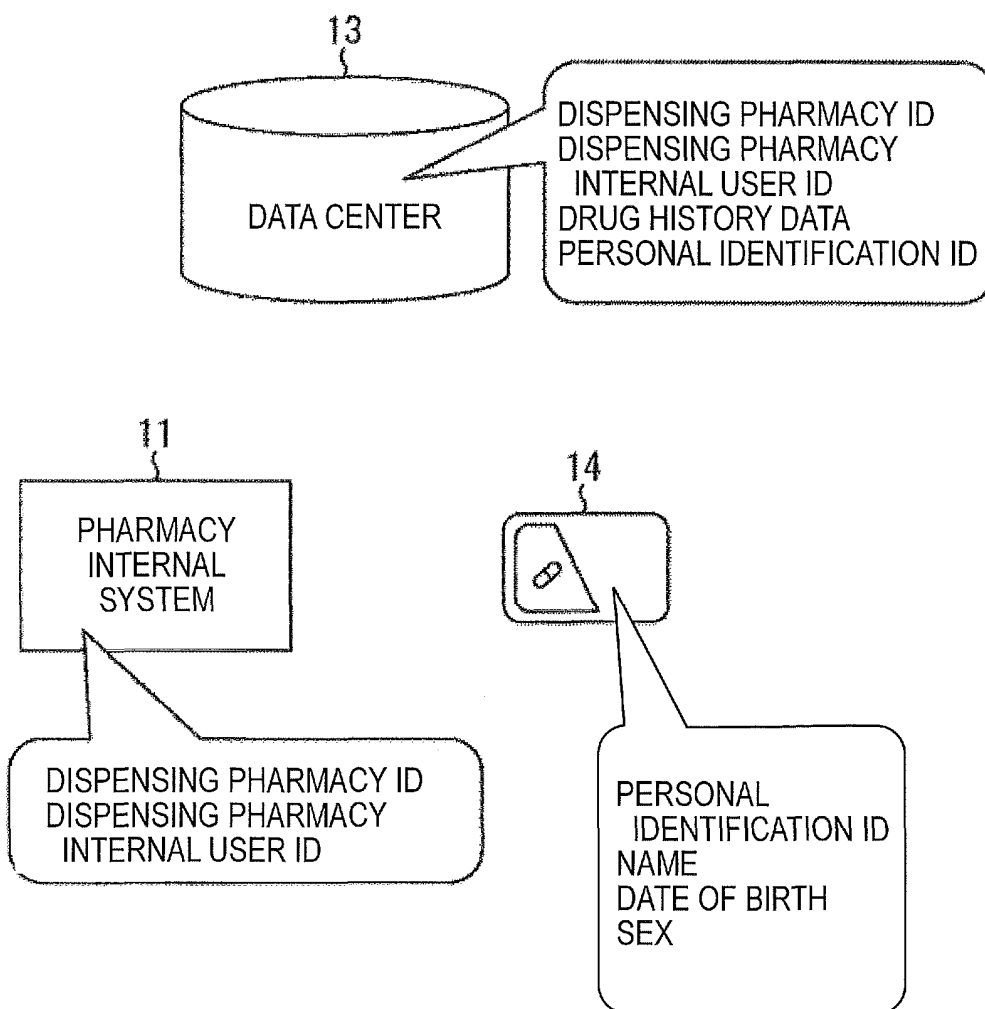 13
DATA CENTER
DISPENSING PHARMACY ID
DISPENSING PHARMACY
INTERNAL USER ID
DRUG HISTORY DATA
PERSONAL IDENTIFICATION ID
11
PHARMACY
INTERNAL
SYSTEM
DISPENSING PHARMACY ID
DISPENSING PHARMACY
INTERNAL USER ID
14
PERSONAL
IDENTIFICATION ID
NAME
DATE OF BIRTH
SEX